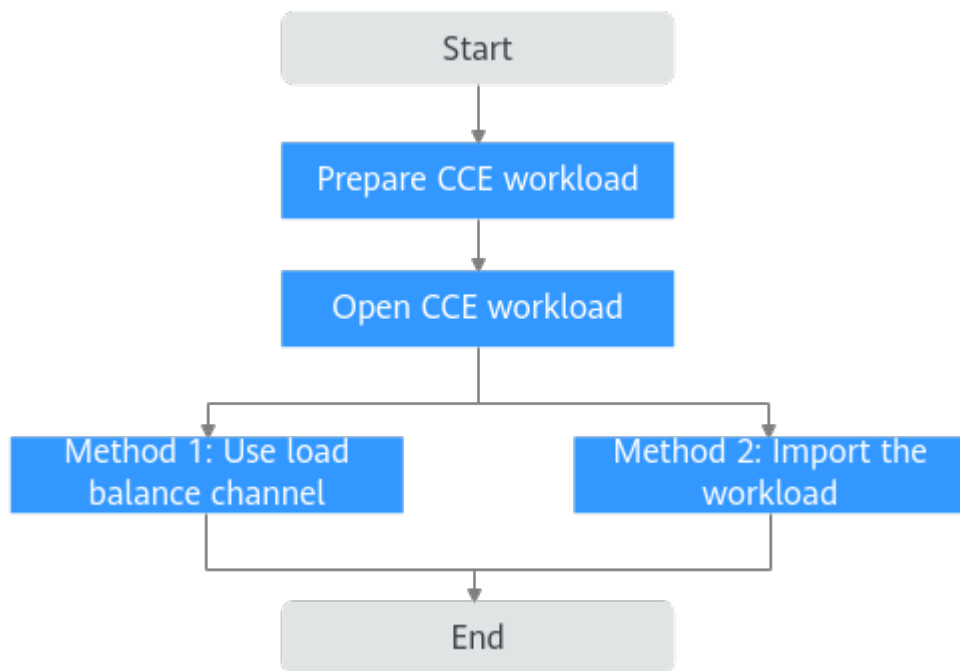 Start
Prepare CCE workload
Open CCE workload
Method 1: Use load
balance channel
Method 2: Import the
workload
End